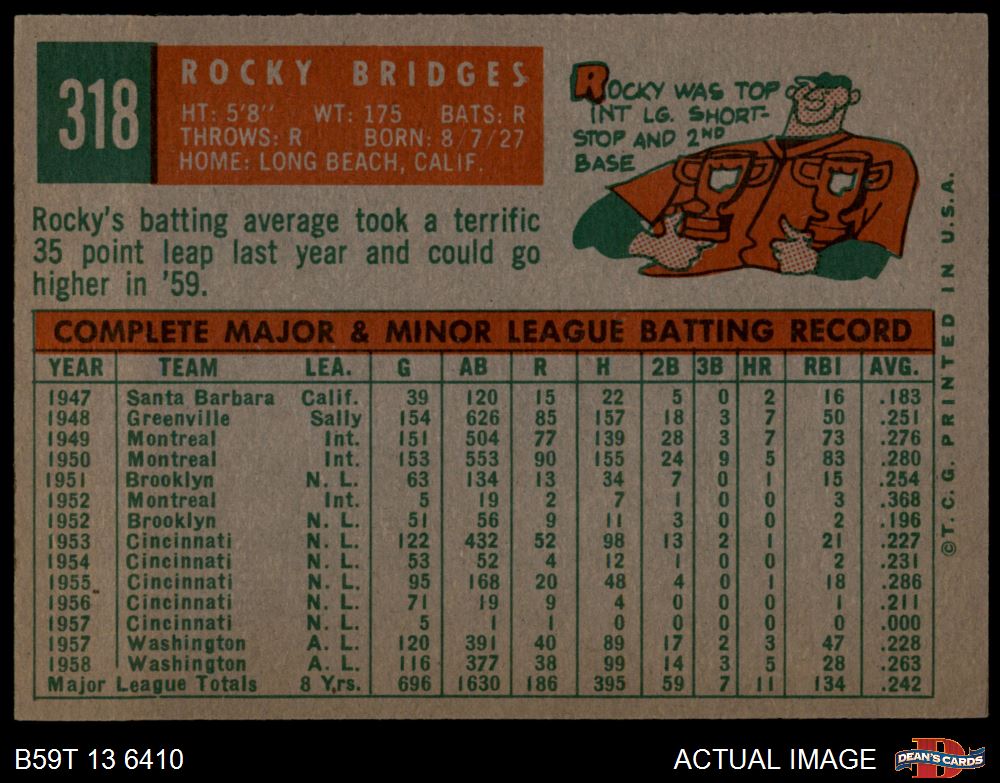 318
ROCKY BRIDGES
HT: 5'8" WT: 175 BATS: R
THROWS: R BORN: 8/7/27
HOME: LONG BEACH, CALIF.
ROCKY WAS TOP
INT LG. SHORT-
STOP AND 2ND
BASE
Rocky's batting average took a terrific
35 point leap last year and could go
higher in '59.
COMPLETE MAJOR & MINOR LEAGUE BATTING RECORD
YEAR TEAM LEA. G AB R H 2B 3B HR RBI AVG.
1947 Santa Barbara Calif. 39 120 15 22 5 0 2 16 .183
1948 Greenville Sally 154 626 85 157 18 3 7 50 .251
1949 Montreal Int. 151 504 77 139 28 3 7 73 .276
1950 Montreal Int. 153 553 90 155 24 9 5 83 .280
1951 Brooklyn N. L. 63 134 13 34 7 0 1 15 .254
1952 Montreal Int. 5 19 2 7 1 0 0 3 .368
1952 Brooklyn N. L. 51 56 9 11 3 0 0 2 .196
1953 Cincinnati N. L. 122 432 52 98 13 2 1 21 .227
1954 Cincinnati N. L. 53 52 4 12 1 0 0 2 .231
1955 Cincinnati N. L. 95 168 20 48 4 0 1 18 .286
1956 Cincinnati N. L. 71 19 9 4 0 0 0 1 .211
1957 Cincinnati N. L. 5 1 1 0 0 0 0 0 .000
1957 Washington A. L. 120 391 40 89 17 2 3 47 .228
1958 Washington A. L. 116 377 38 99 14 3 5 28 .263
Major League Totals 8 Yrs. 696 1630 186 395 59 7 11 134 .242
© T. C. G. PRINTED IN U.S.A.
B59T 13 6410
ACTUAL IMAGE
D
DEAN'S CARDS